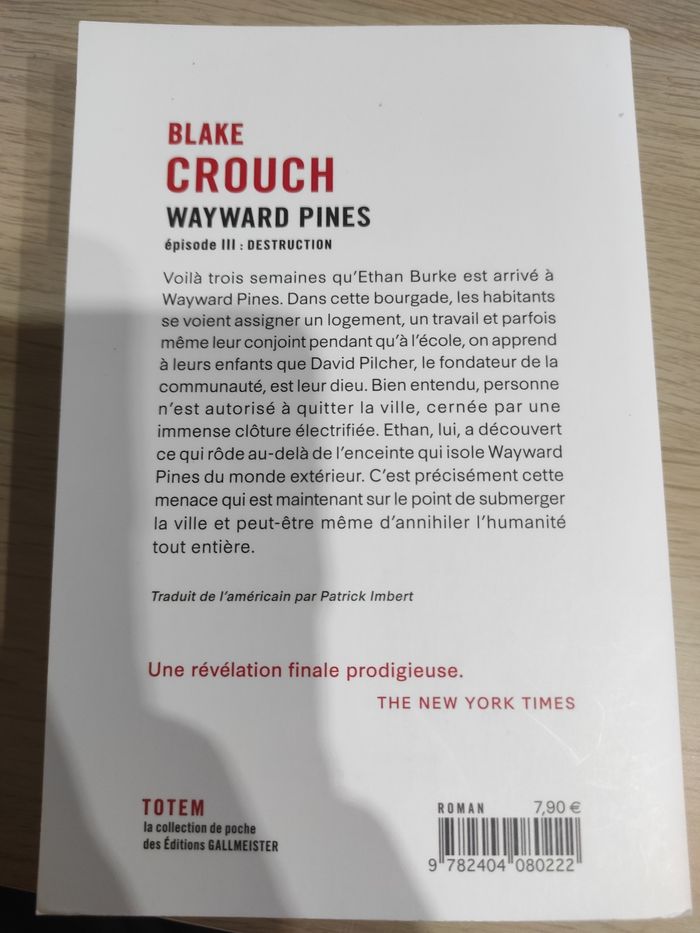 BLAKE
CROUCH
WAYWARD PINES
épisode III : DESTRUCTION
Voilà trois semaines qu'Ethan Burke est arrivé à
Wayward Pines. Dans cette bourgade, les habitants
se voient assigner un logement, un travail et parfois
même leur conjoint pendant qu'à l'école, on apprend
à leurs enfants que David Pilcher, le fondateur de la
communauté, est leur dieu. Bien entendu, personne
n'est autorisé à quitter la ville, cernée par une
immense clôture électrifiée. Ethan, lui, a découvert
ce qui rôde au-delà de l'enceinte qui isole Wayward
Pines du monde extérieur. C'est précisément cette
menace qui est maintenant sur le point de submerger
la ville et peut-être même d'annihiler l'humanité
tout entière.
Traduit de l'américain par Patrick Imbert
Une révélation finale prodigieuse.
THE NEW YORK TIMES
TOTEM
la collection de poche
des Éditions GALLMEISTER
ROMAN 7,90 €
9 782404 080222